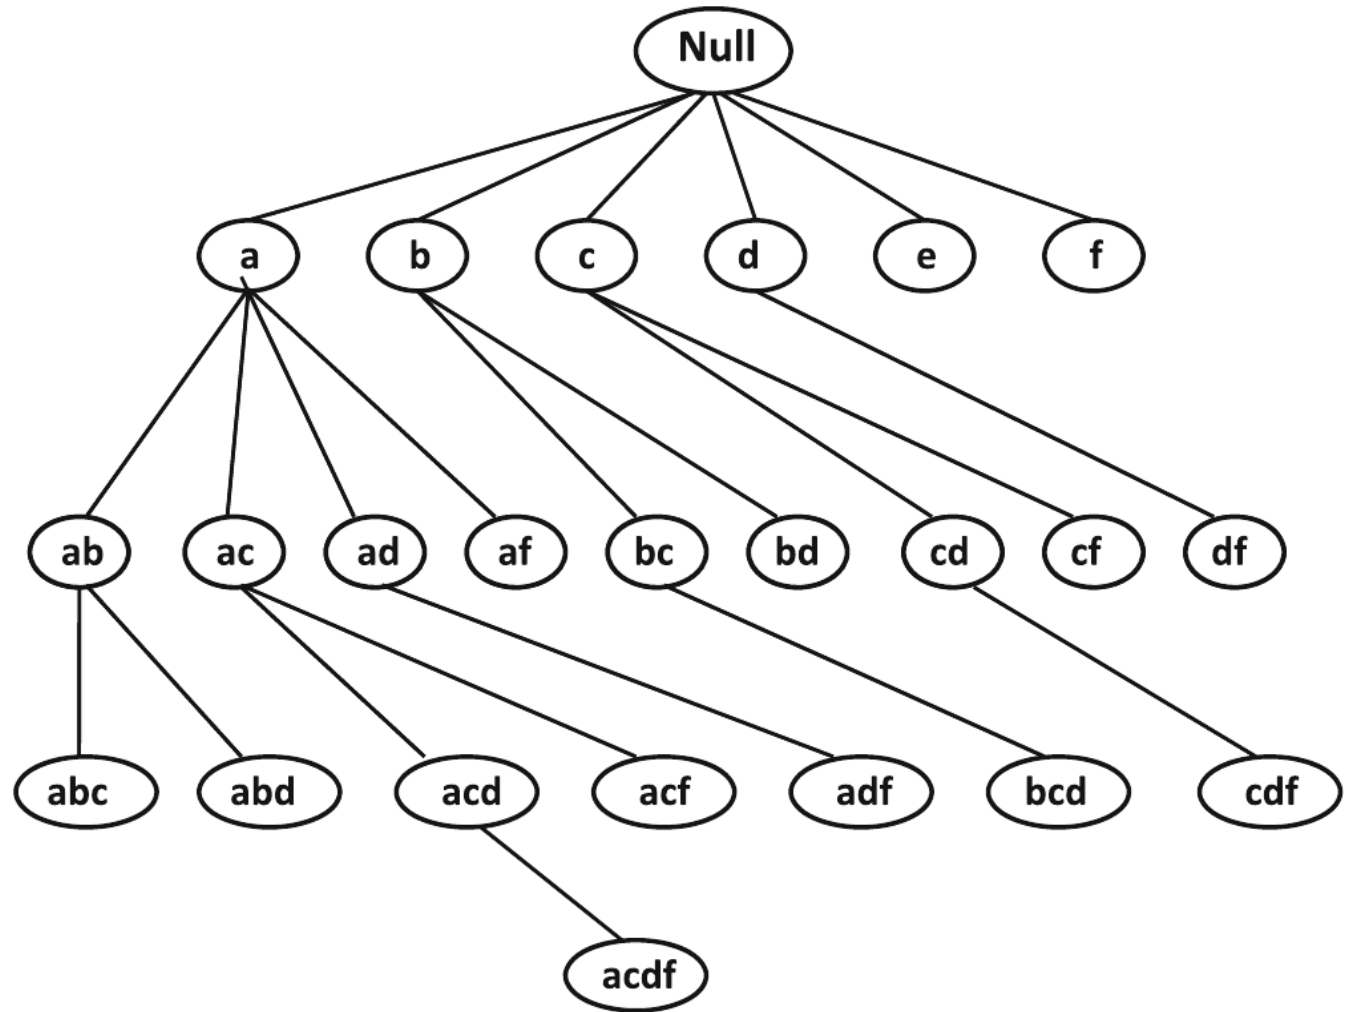 Null
a b c d e f
ab ac ad af bc bd cd cf df
abc abd acd acf adf bcd cdf
acdf